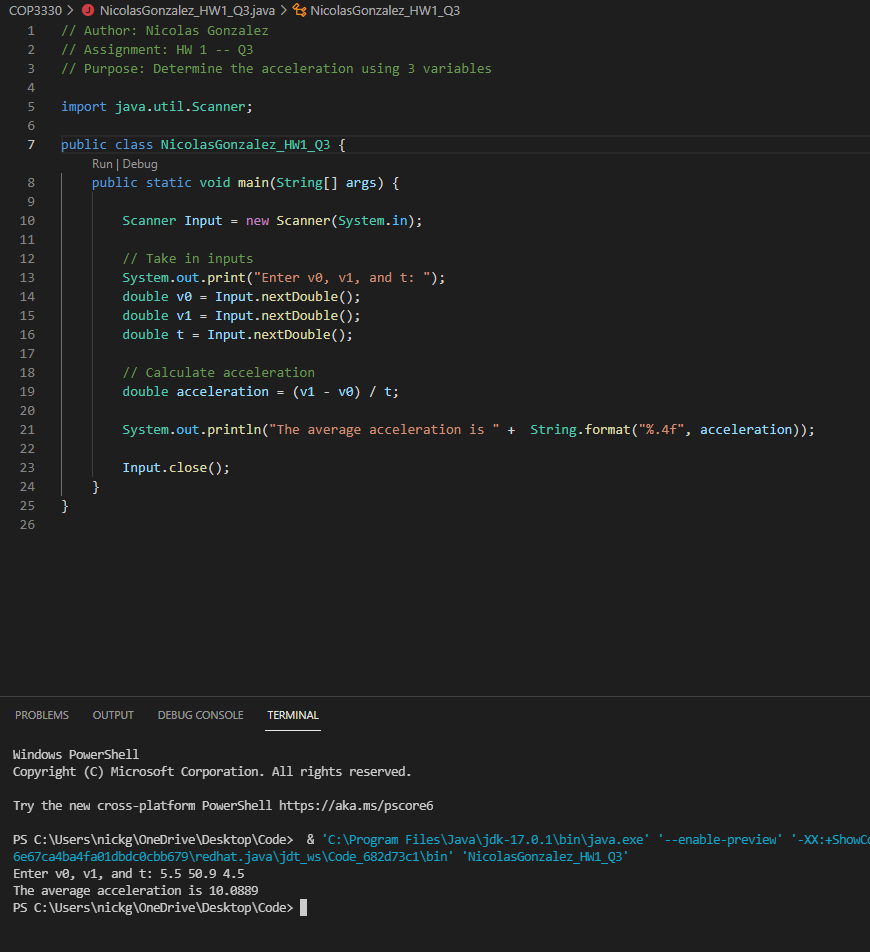 COP3330 > NicolasGonzalez_HW1_Q3.java > NicolasGonzalez_HW1_Q3
1 // Author: Nicolas Gonzalez
2 // Assignment: HW 1 -- Q3
3 // Purpose: Determine the acceleration using 3 variables
4
5 import java.util.Scanner;
6
7 public class NicolasGonzalez_HW1_Q3 {
Run | Debug
8 public static void main(String[] args) {
9
10 Scanner Input = new Scanner(System.in);
11
12 // Take in inputs
13 System.out.print("Enter v0, v1, and t: ");
14 double v0 = Input.nextDouble();
15 double v1 = Input.nextDouble();
16 double t = Input.nextDouble();
17
18 // Calculate acceleration
19 double acceleration = (v1 - v0) / t;
20
21 System.out.println("The average acceleration is " +  String.format("%.4f", acceleration));
22
23 Input.close();
24 }
25 }
26
PROBLEMS OUTPUT DEBUG CONSOLE TERMINAL
Windows PowerShell
Copyright (C) Microsoft Corporation. All rights reserved.
Try the new cross-platform PowerShell https://aka.ms/pscore6
PS C:\Users\nickg\OneDrive\Desktop\Code>  & 'C:\Program Files\Java\jdk-17.0.1\bin\java.exe' '--enable-preview' '-XX:+ShowCo
6e67ca4ba4fa01dbdc0cbb679\redhat.java\jdt_ws\Code_682d73c1\bin' 'NicolasGonzalez_HW1_Q3'
Enter v0, v1, and t: 5.5 50.9 4.5
The average acceleration is 10.0889
PS C:\Users\nickg\OneDrive\Desktop\Code>